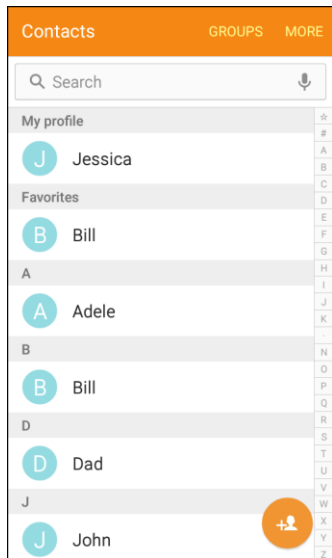 Contacts GROUPS MORE
Search
My profile
J Jessica
Favorites
B Bill
A
A Adele
B
B Bill
D
D Dad
J
J John
☆
#
A
B
C
D
E
F
G
H
I
J
K
·
N
O
P
Q
R
S
T
U
V
W
X
Y
Z